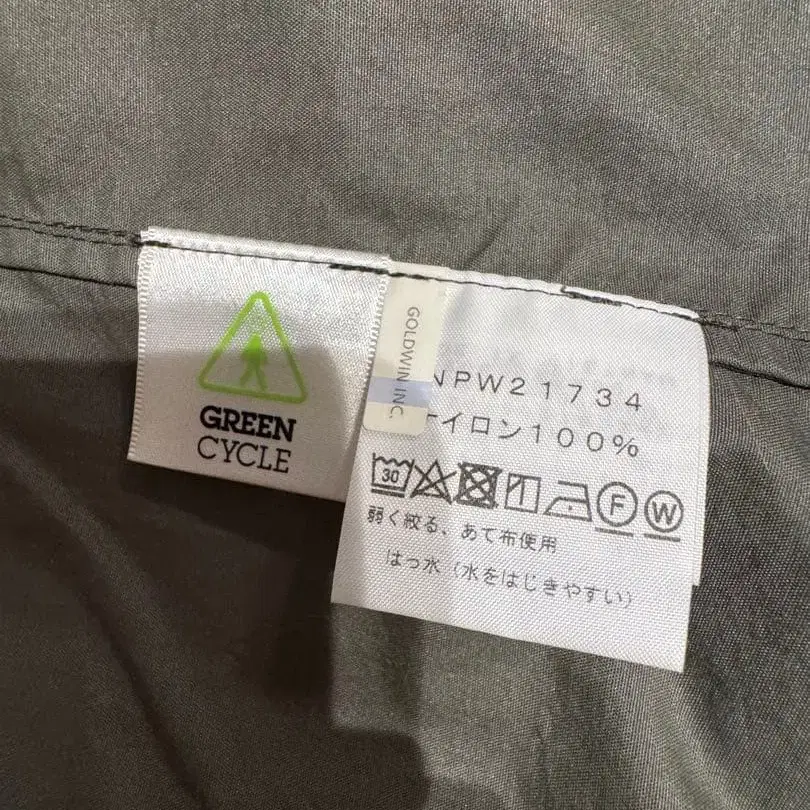 GREEN
CYCLE
GOLDWIN INC.
NPW21734
ナイロン100%
30
F
W
弱く絞る、あて布使用
はっ水(水をはじきやすい)